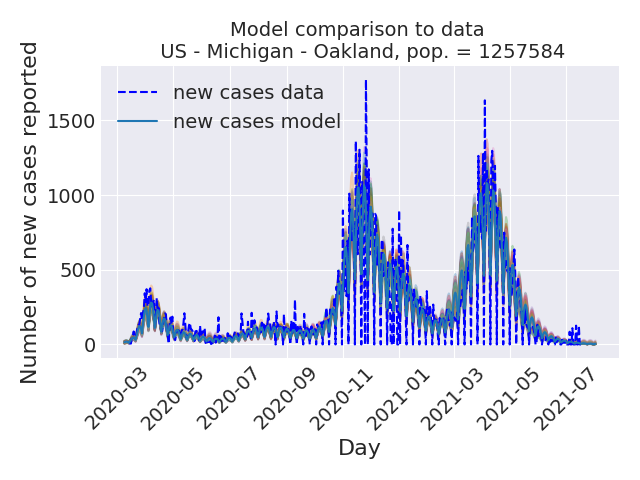 Model comparison to data
US - Michigan - Oakland, pop. = 1257584
Number of new cases reported
new cases data
new cases model
1500
1000
500
0
2020-03
2020-05
2020-07
2020-09
2020-11
2021-01
2021-03
2021-05
2021-07
Day